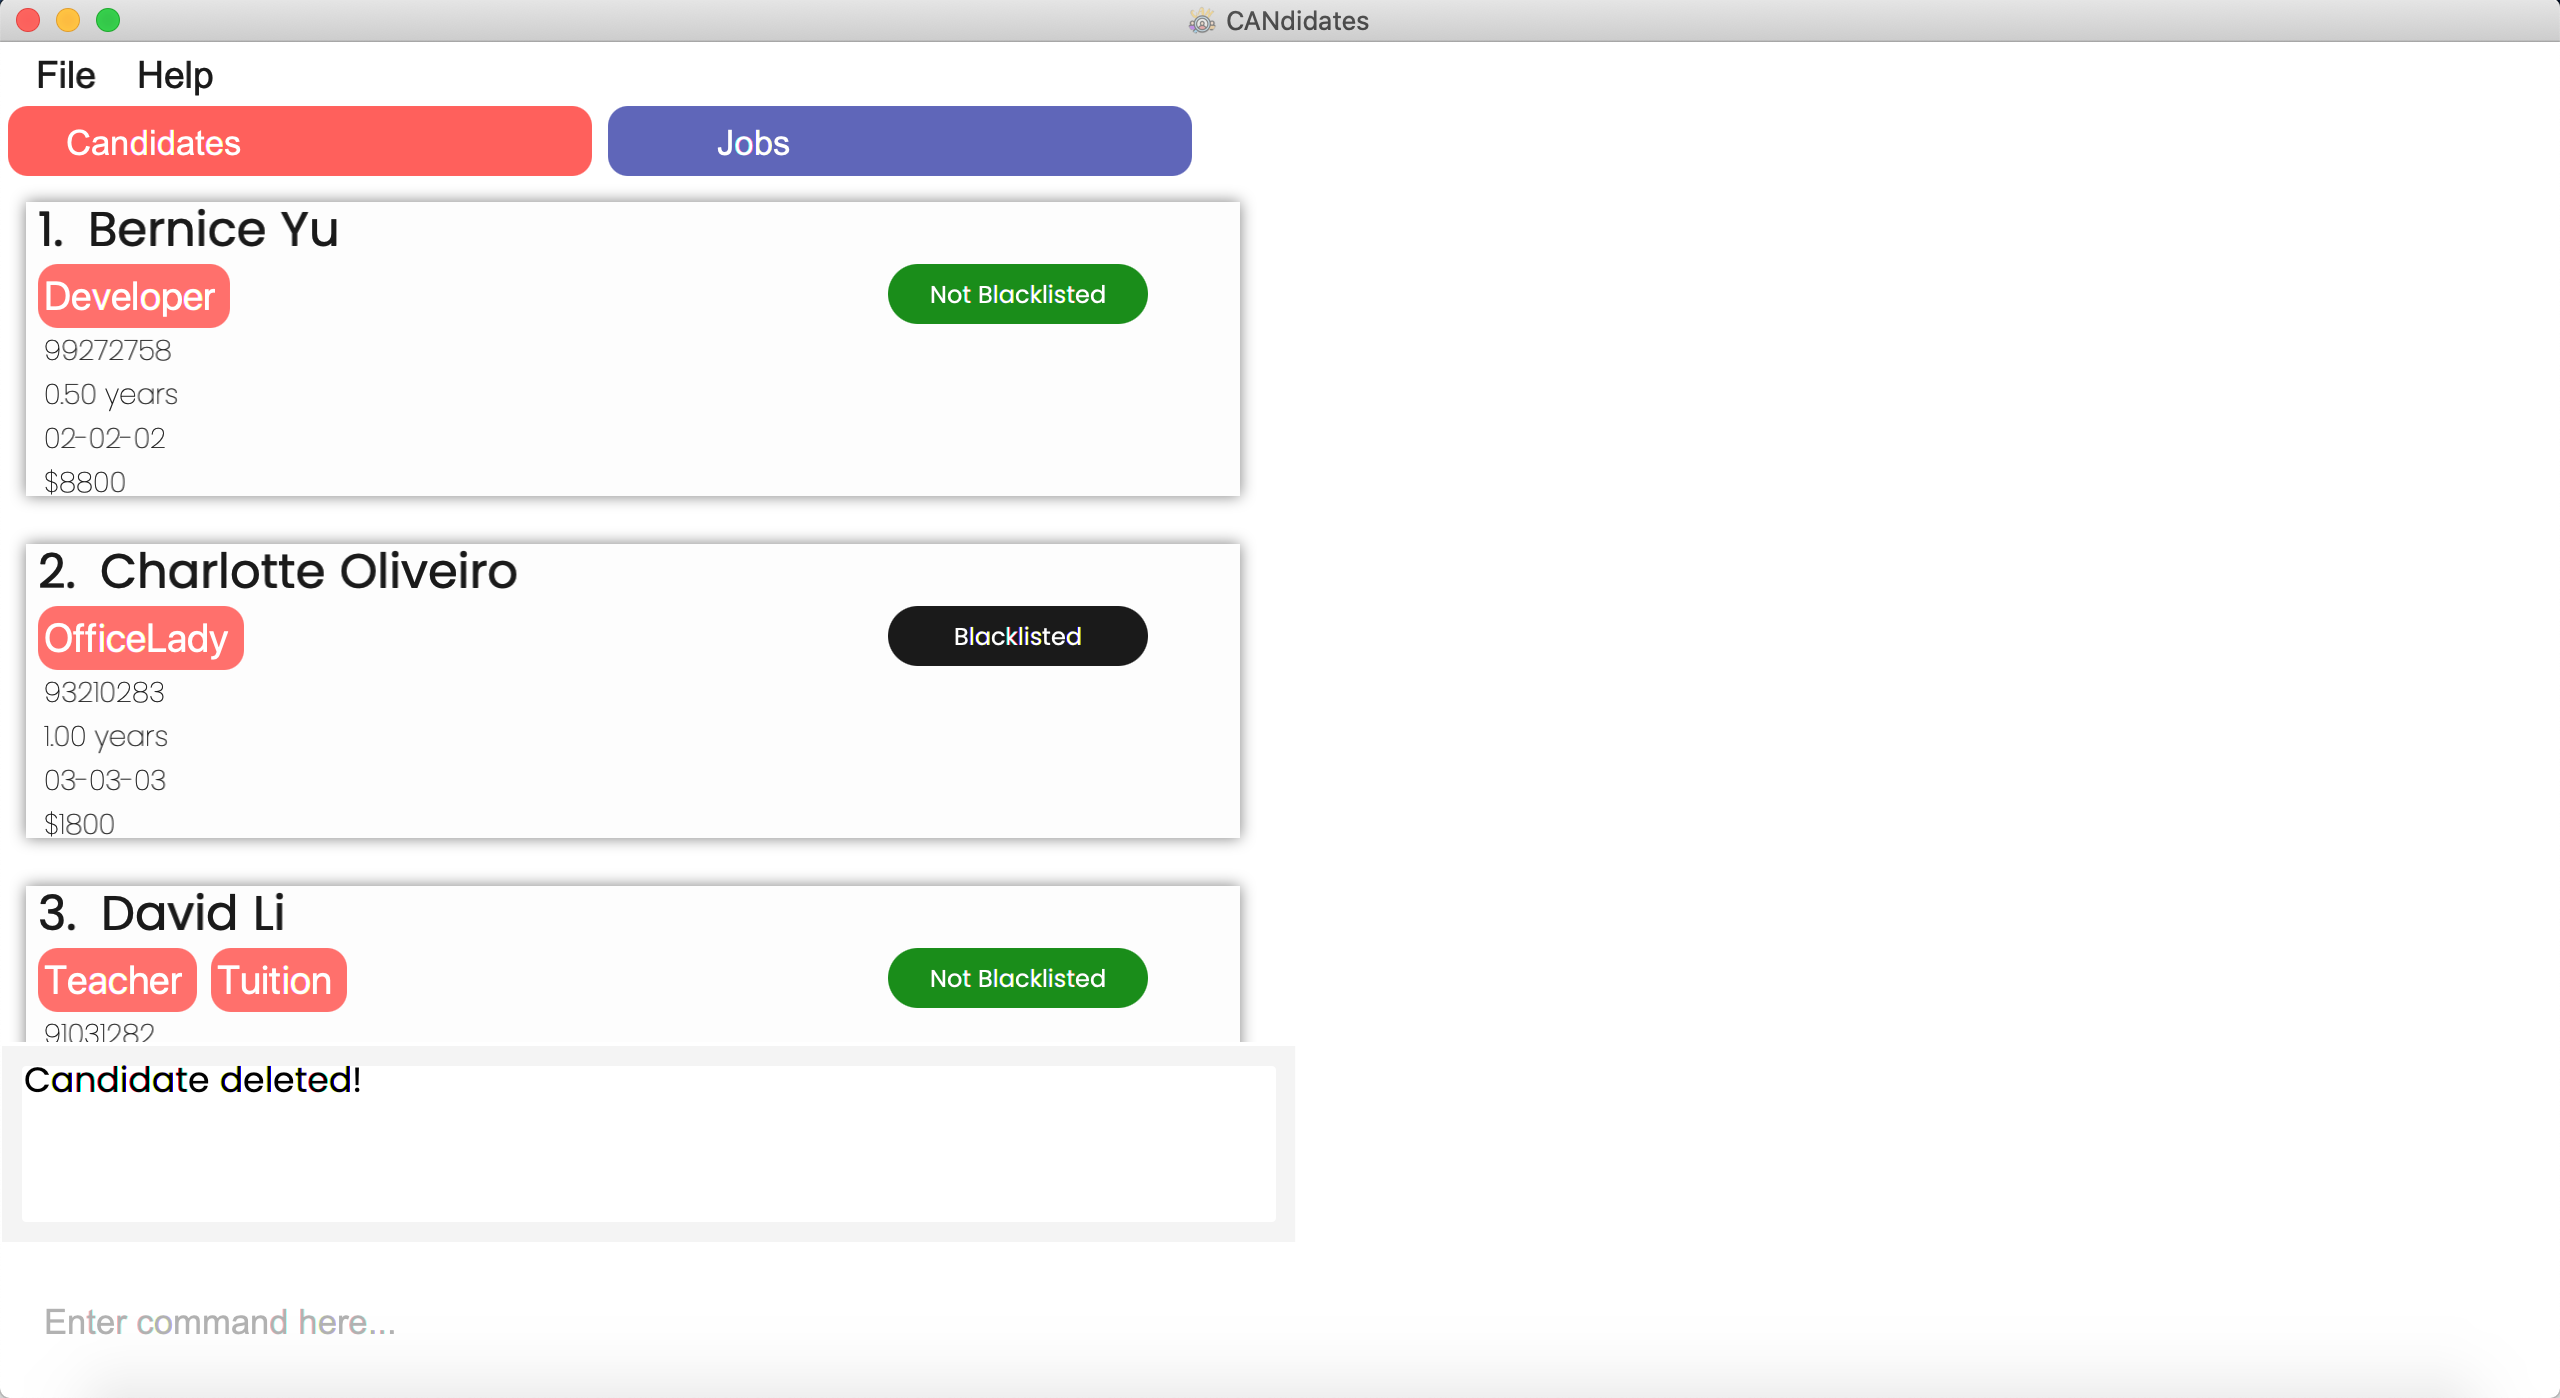 CANdidates
File Help
Candidates Jobs
1. Bernice Yu
Developer Not Blacklisted
99272758
0.50 years
02-02-02
$8800
2. Charlotte Oliveiro
OfficeLady Blacklisted
93210283
1.00 years
03-03-03
$1800
3. David Li
Teacher Tuition Not Blacklisted
91031282
Candidate deleted!
Enter command here...